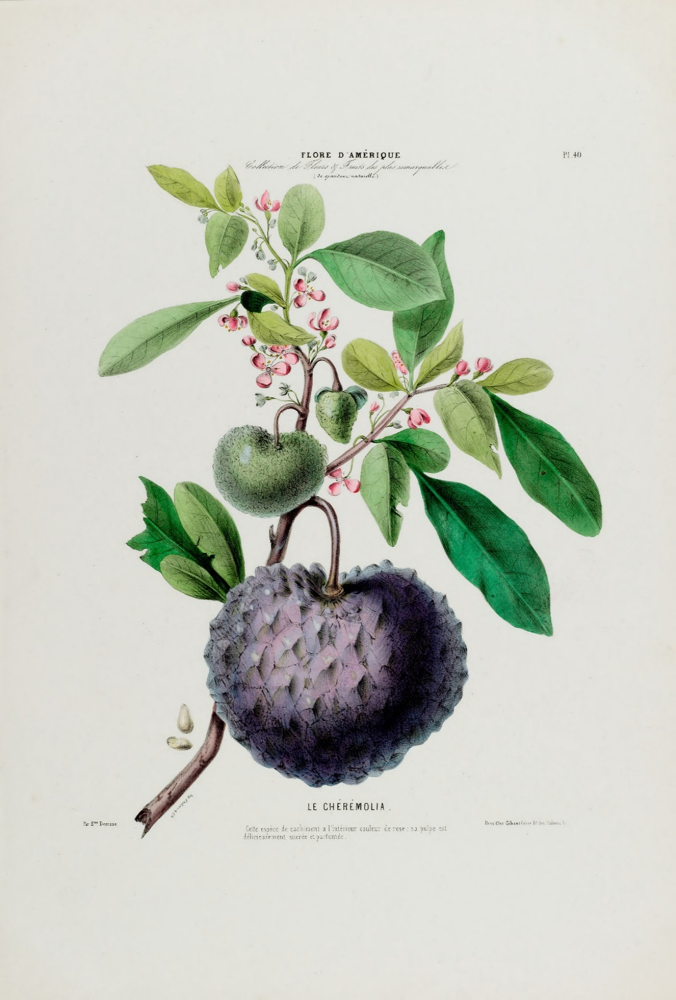 FLORE D'AMÉRIQUE
Pl. 40
Collection de Fleurs & Fruits des plus remarquables
(de grandeur naturelle.)
LE CHÉRÉMOLIA.
Par Ene Denisse.
Paris Chez Gihaut frères Bd des Italiens, 5.
Cette espèce de cachiment a l'intérieur couleur de rose : sa pulpe est
délicieusement sucrée et parfumée.